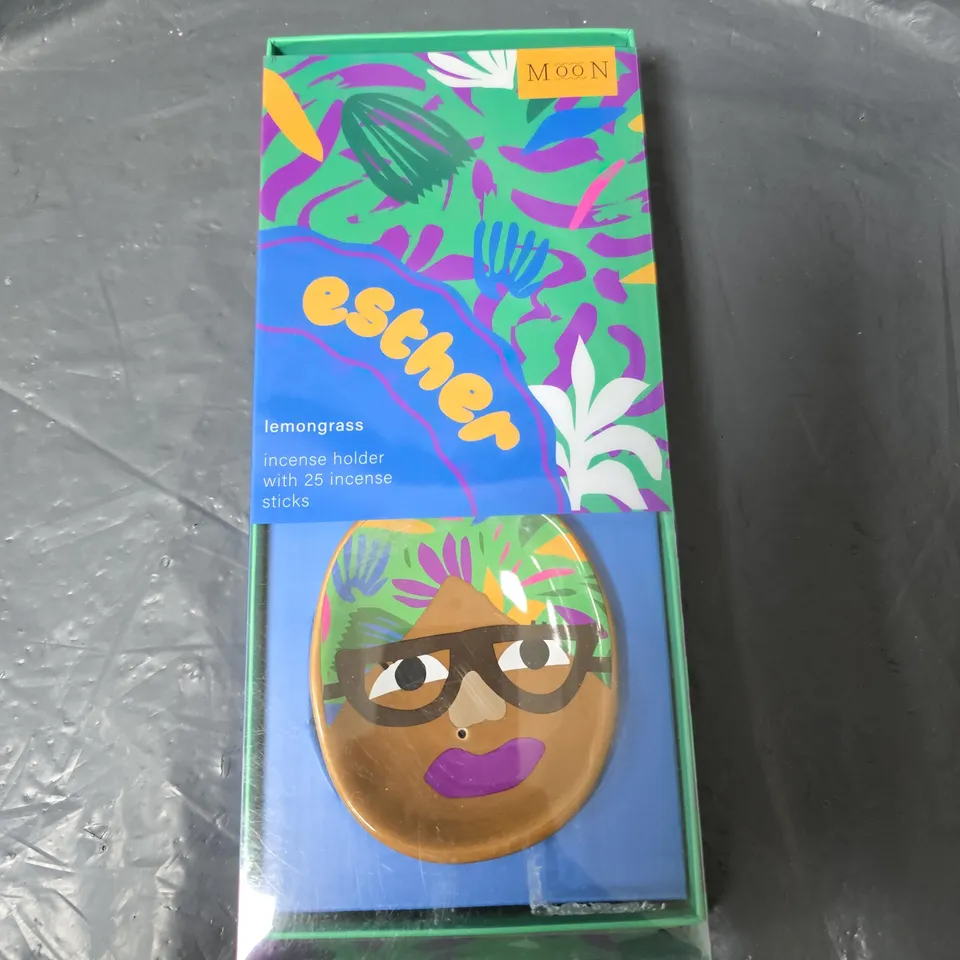 MOON
esther
lemongrass
incense holder
with 25 incense
sticks